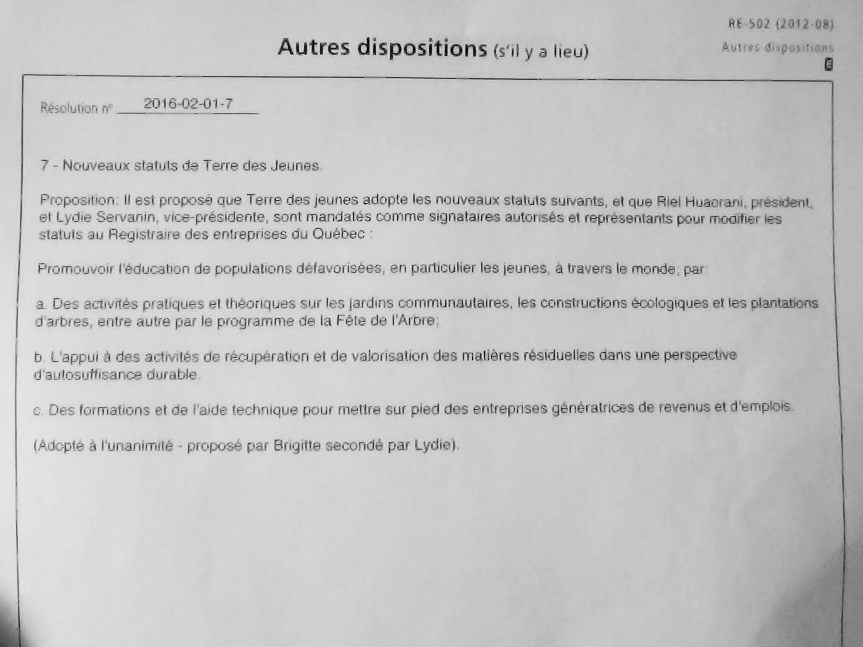 RE-502 (2012-08)
Autres dispositions (s'il y a lieu)
Autres dispositions
Résolution nº 2016-02-01-7
7 - Nouveaux statuts de Terre des Jeunes.
Proposition: Il est proposé que Terre des jeunes adopte les nouveaux statuts suivants, et que Riel Huaorani, président,
et Lydie Servanin, vice-présidente, sont mandatés comme signataires autorisés et représentants pour modifier les
statuts au Registraire des entreprises du Québec :
Promouvoir l'éducation de populations défavorisées, en particulier les jeunes, à travers le monde; par
a. Des activités pratiques et théoriques sur les jardins communautaires, les constructions écologiques et les plantations
d'arbres, entre autre par le programme de la Fête de l'Arbre;
b. L'appui à des activités de récupération et de valorisation des matières résiduelles dans une perspective
d'autosuffisance durable.
c. Des formations et de l'aide technique pour mettre sur pied des entreprises génératrices de revenus et d'emplois.
(Adopté à l'unanimité - proposé par Brigitte secondé par Lydie).